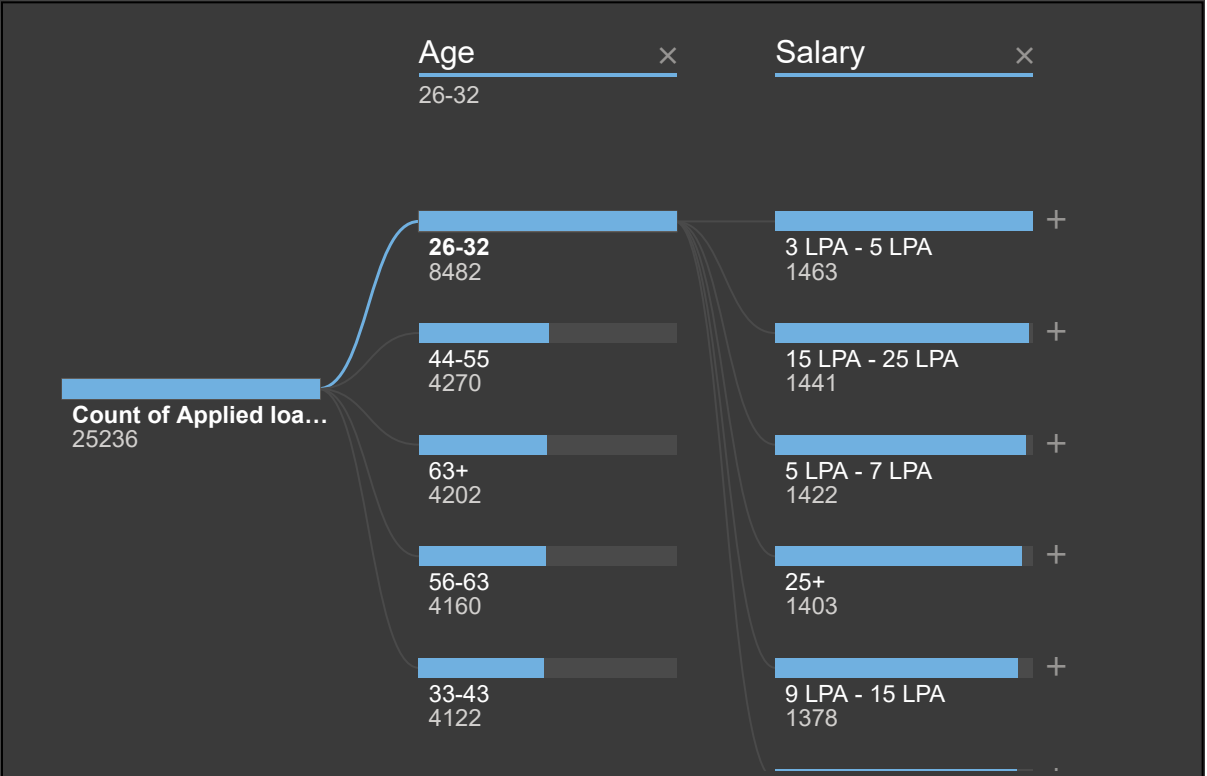 Age ×
26-32
Salary ×
Count of Applied loa…
25236
26-32
8482
44-55
4270
63+
4202
56-63
4160
33-43
4122
3 LPA - 5 LPA +
1463
15 LPA - 25 LPA +
1441
5 LPA - 7 LPA +
1422
25+ +
1403
9 LPA - 15 LPA +
1378